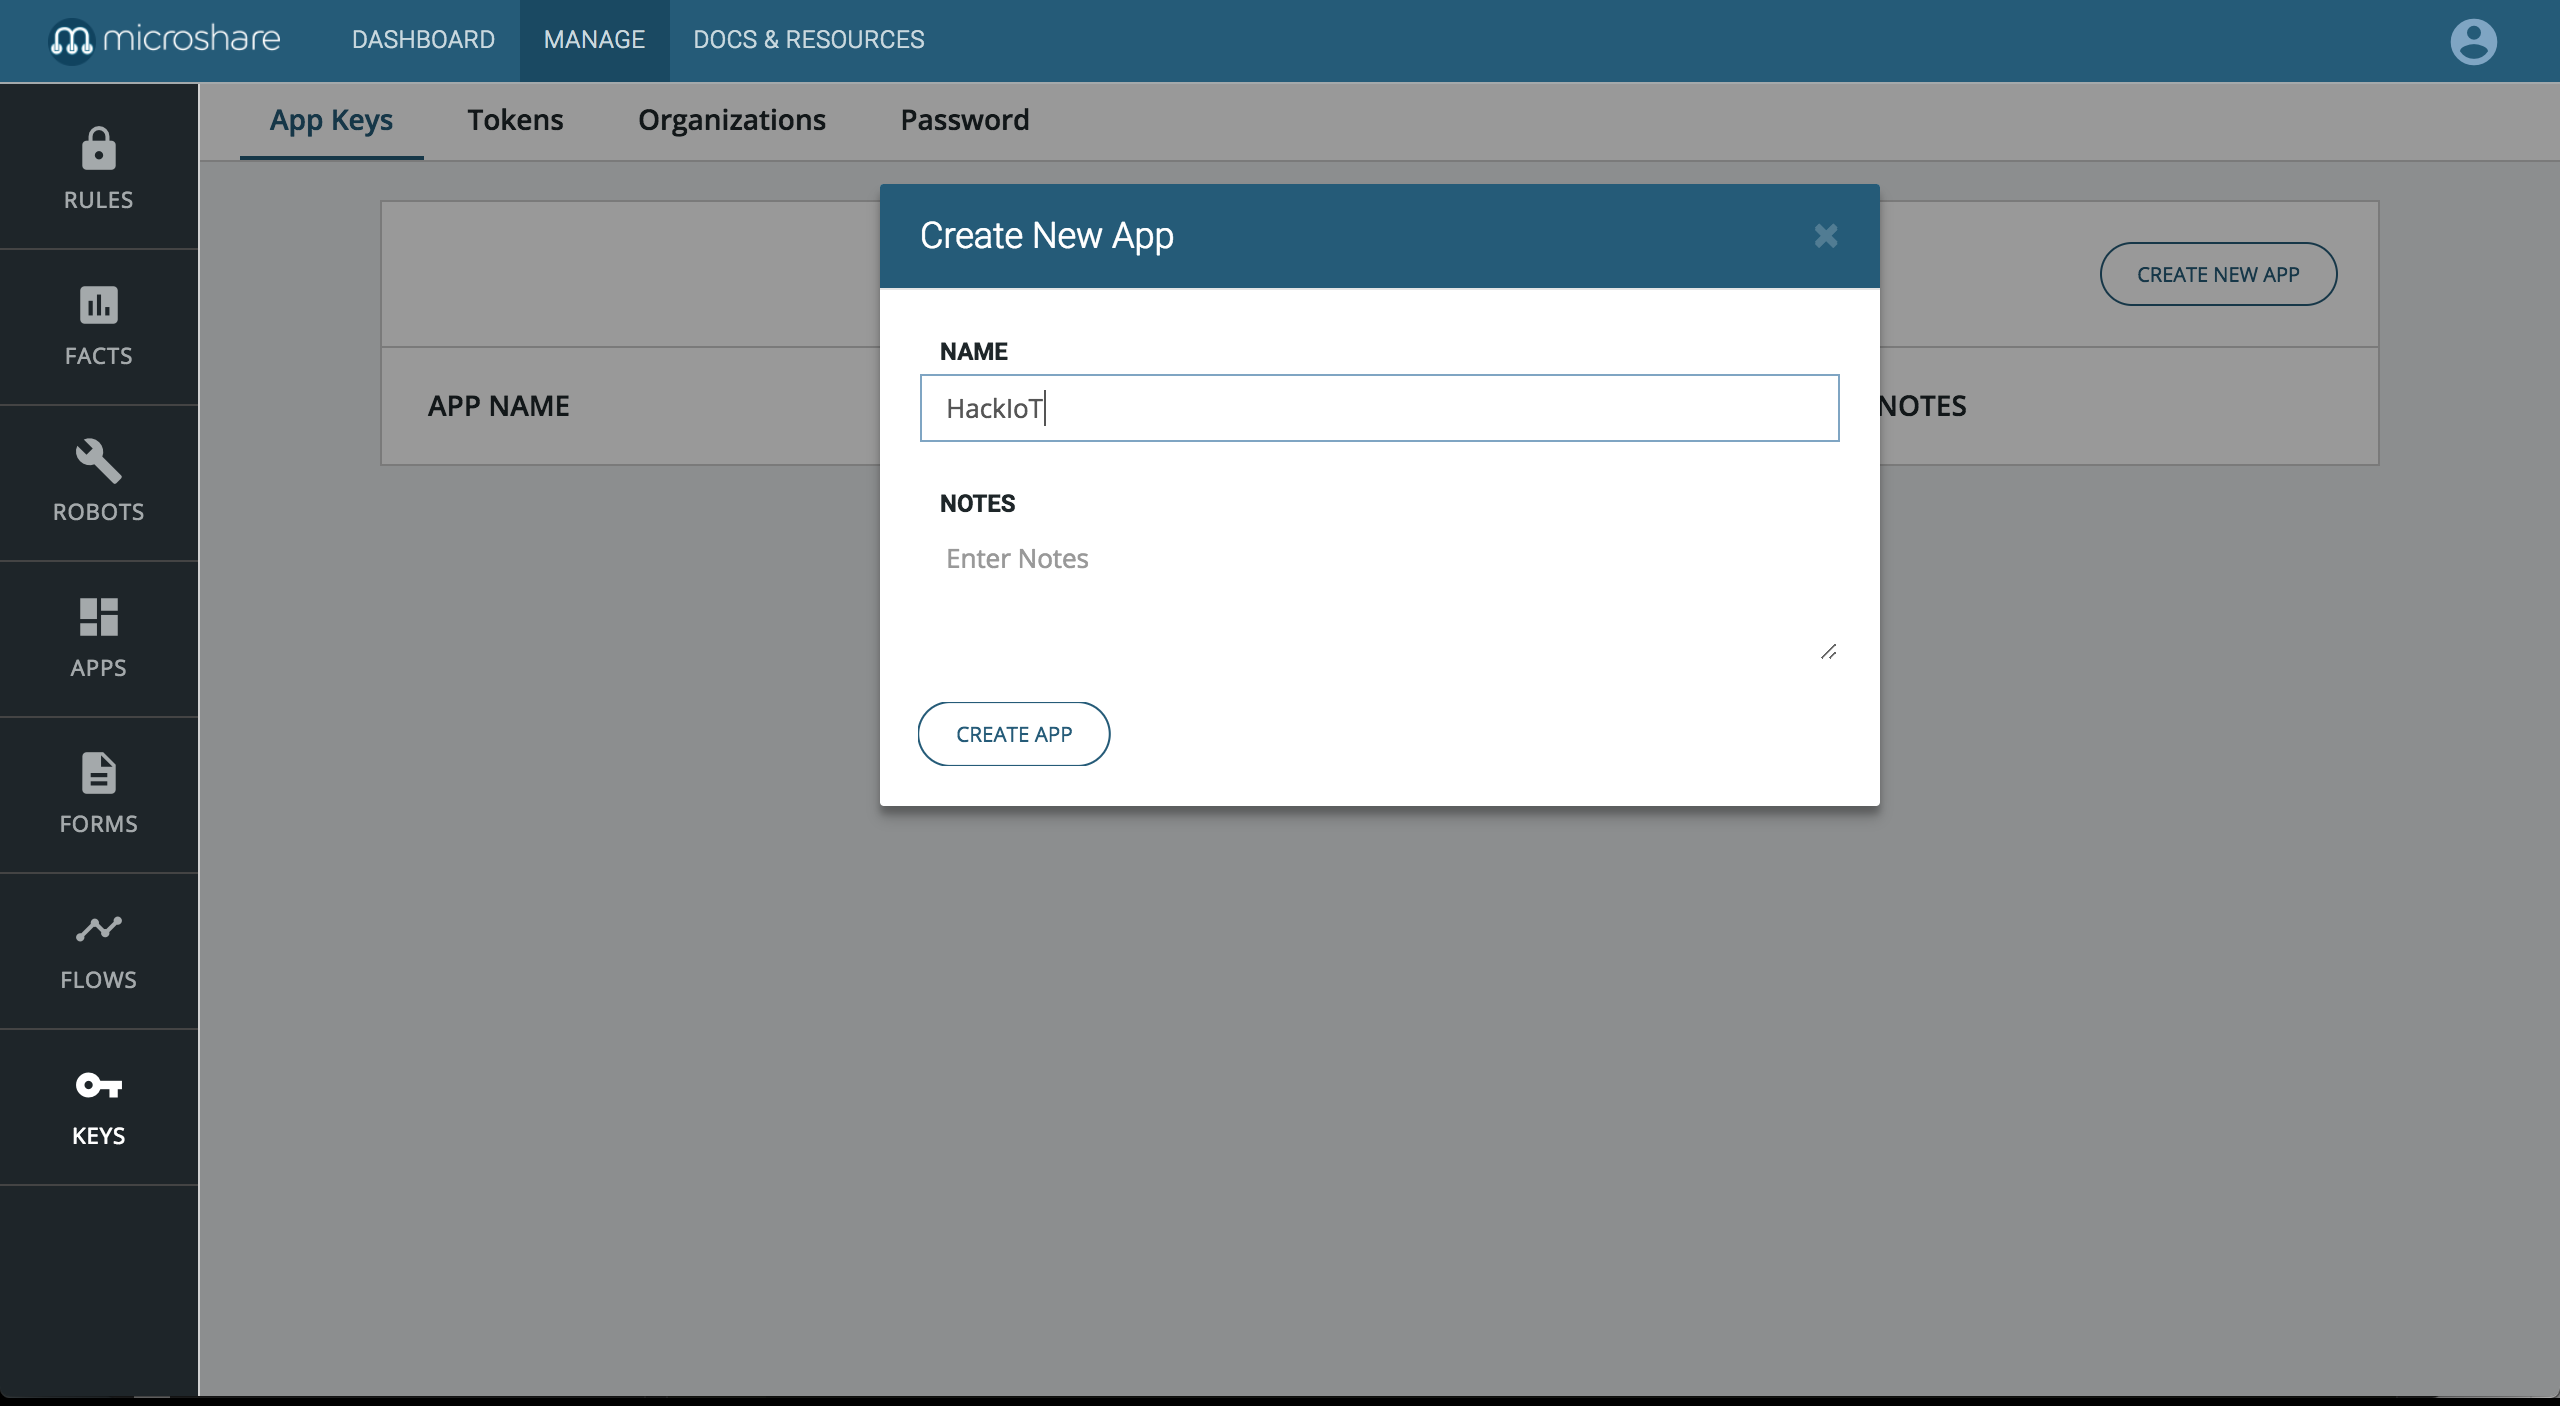 microshare DASHBOARD MANAGE DOCS & RESOURCES
App Keys Tokens Organizations Password
RULES
FACTS
ROBOTS
APPS
FORMS
FLOWS
KEYS
CREATE NEW APP
APP NAME NOTES
Create New App
NAME
HackIoT
NOTES
Enter Notes
CREATE APP